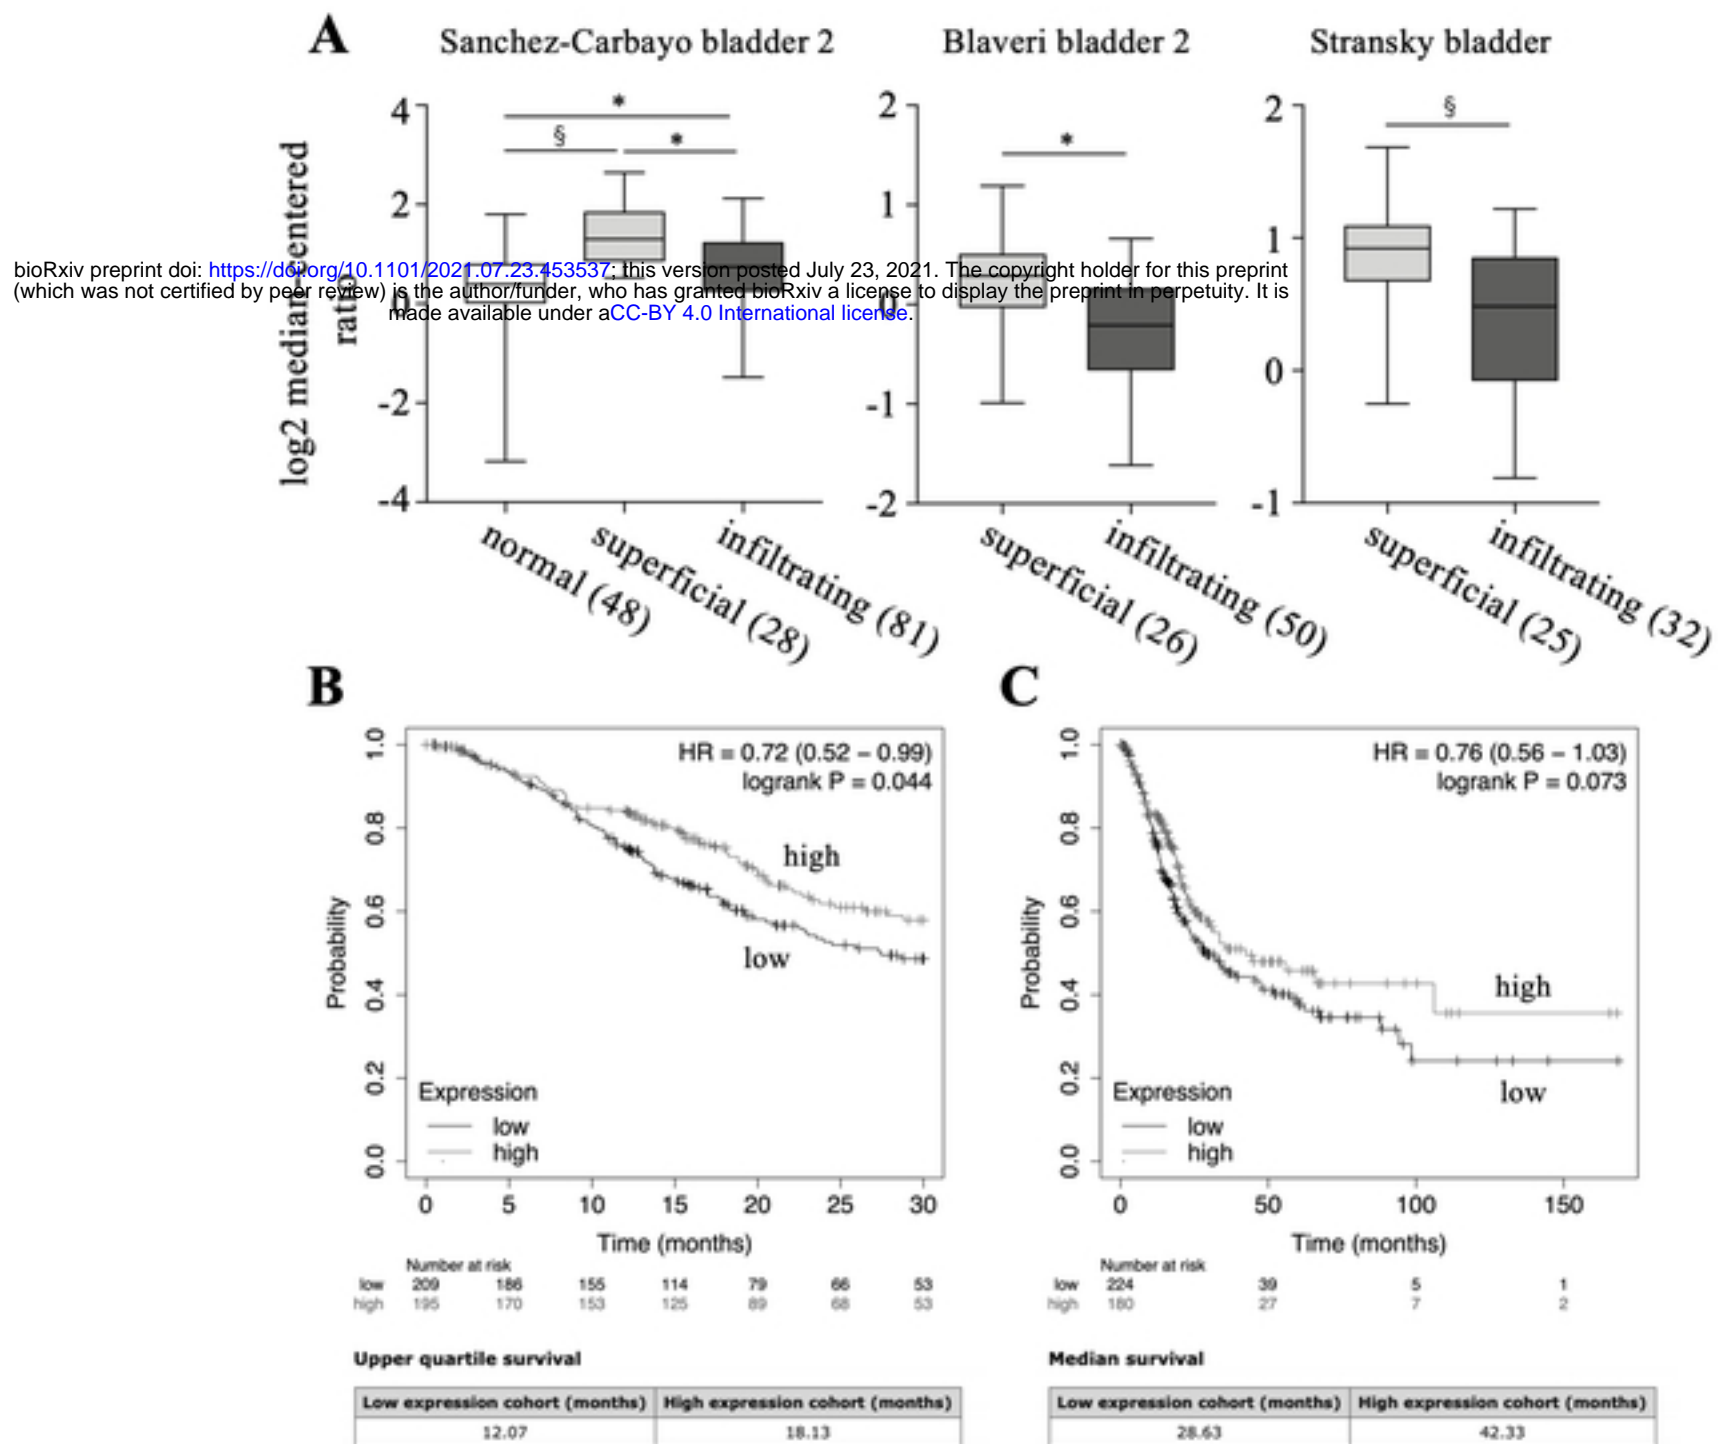 A
Sanchez-Carbayo bladder 2
Blaveri bladder 2
Stransky bladder
log2 median-centered
ratio
4
2
0
-2
-4
*
§
*
2
1
0
-1
-2
*
2
1
0
-1
§
bioRxiv preprint doi: https://doi.org/10.1101/2021.07.23.453537; this version posted July 23, 2021. The copyright holder for this preprint
(which was not certified by peer review) is the author/funder, who has granted bioRxiv a license to display the preprint in perpetuity. It is
made available under aCC-BY 4.0 International license.
normal (48)
superficial (28)
infiltrating (81)
superficial (26)
infiltrating (50)
superficial (25)
infiltrating (32)
B
HR = 0.72 (0.52 – 0.99)
logrank P = 0.044
high
low
Probability
1.0
0.8
0.6
0.4
0.2
0.0
Expression
low
high
0 5 10 15 20 25 30
Time (months)
Number at risk
low 209 186 155 114 79 66 53
high 195 170 153 125 89 68 53
Upper quartile survival
Low expression cohort (months) High expression cohort (months)
12.07 18.13
C
HR = 0.76 (0.56 – 1.03)
logrank P = 0.073
high
low
Probability
1.0
0.8
0.6
0.4
0.2
0.0
Expression
low
high
0 50 100 150
Time (months)
Number at risk
low 224 39 5 1
high 180 27 7 2
Median survival
Low expression cohort (months) High expression cohort (months)
28.63 42.33